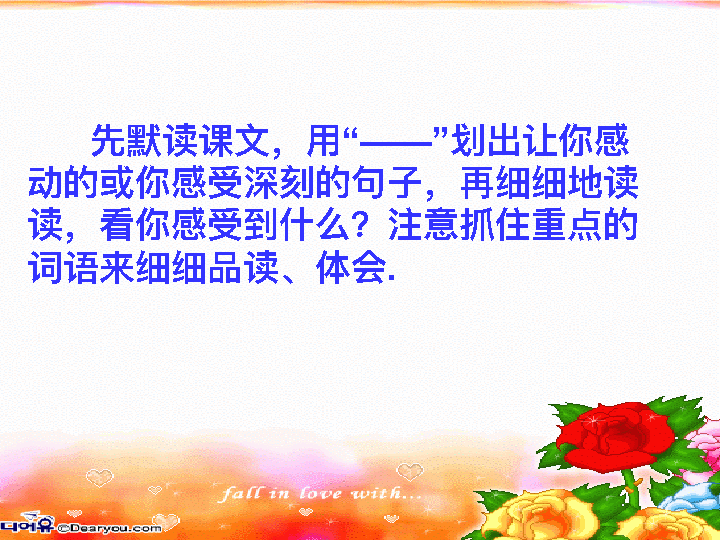 先默读课文，用“——”划出让你感
动的或你感受深刻的句子，再细细地读
读，看你感受到什么？注意抓住重点的
词语来细细品读、体会.
fall in love with...
디어유 ©Dearyou.com